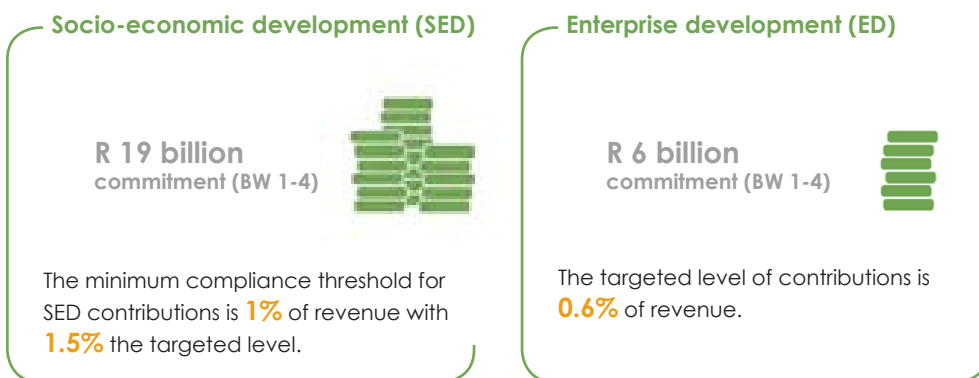 Socio-economic development (SED)
R 19 billion
commitment (BW 1-4)
The minimum compliance threshold for
SED contributions is 1% of revenue with
1.5% the targeted level.
Enterprise development (ED)
R 6 billion
commitment (BW 1-4)
The targeted level of contributions is
0.6% of revenue.